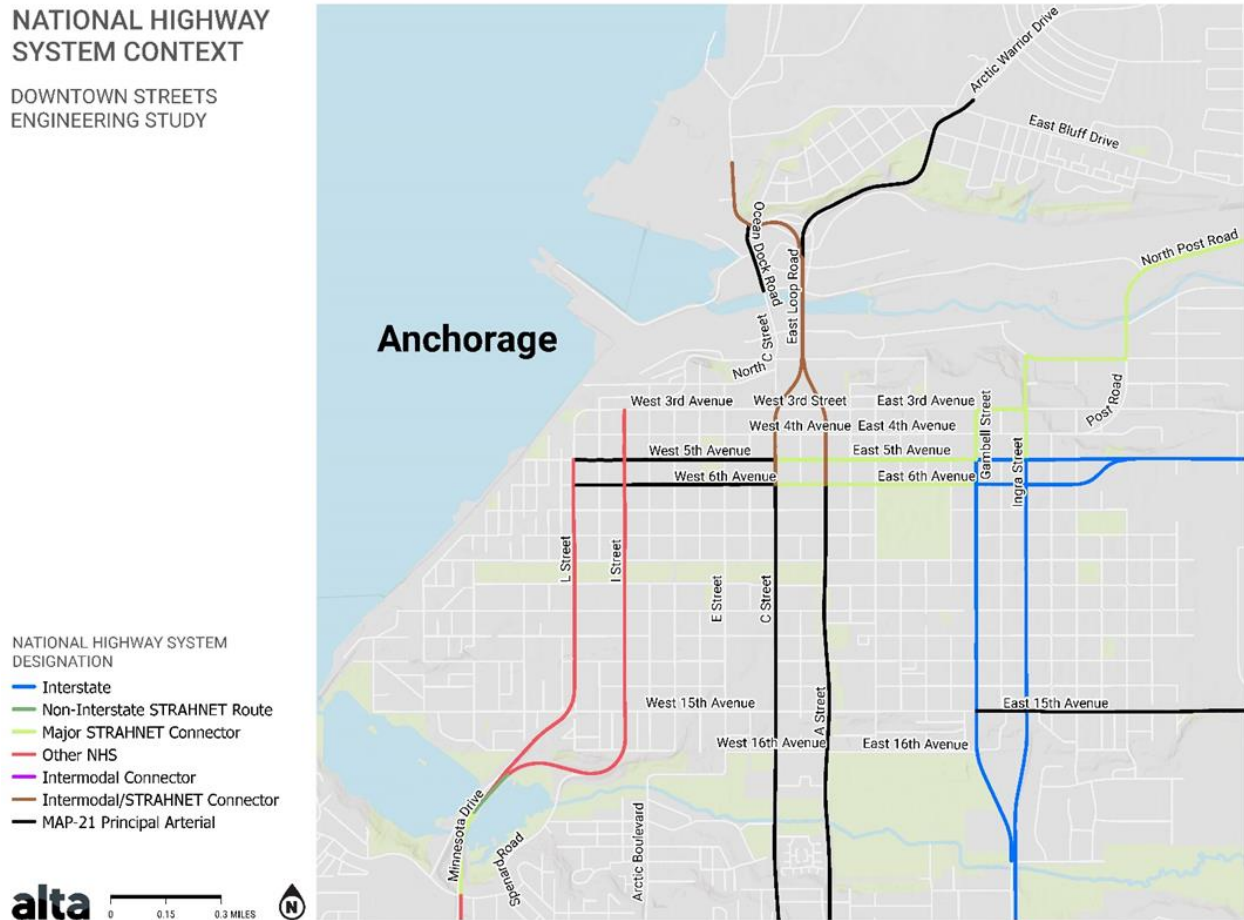 NATIONAL HIGHWAY
SYSTEM CONTEXT
DOWNTOWN STREETS
ENGINEERING STUDY
Arctic Warrior Drive
East Bluff Drive
Ocean Dock Road
North Post Road
East Loop Road
North C Street
Anchorage
Post Road
West 3rd Avenue
West 3rd Street
East 3rd Avenue
Gambell Street
West 4th Avenue
East 4th Avenue
Ingra Street
West 5th Avenue
East 5th Avenue
West 6th Avenue
East 6th Avenue
L Street
I Street
E Street
C Street
A Street
West 15th Avenue
East 15th Avenue
West 16th Avenue
East 16th Avenue
Minnesota Drive
Spenard Road
Arctic Boulevard
NATIONAL HIGHWAY SYSTEM
DESIGNATION
Interstate
Non-Interstate STRAHNET Route
Major STRAHNET Connector
Other NHS
Intermodal Connector
Intermodal/STRAHNET Connector
MAP-21 Principal Arterial
alta
0 0.15 0.3 MILES
N